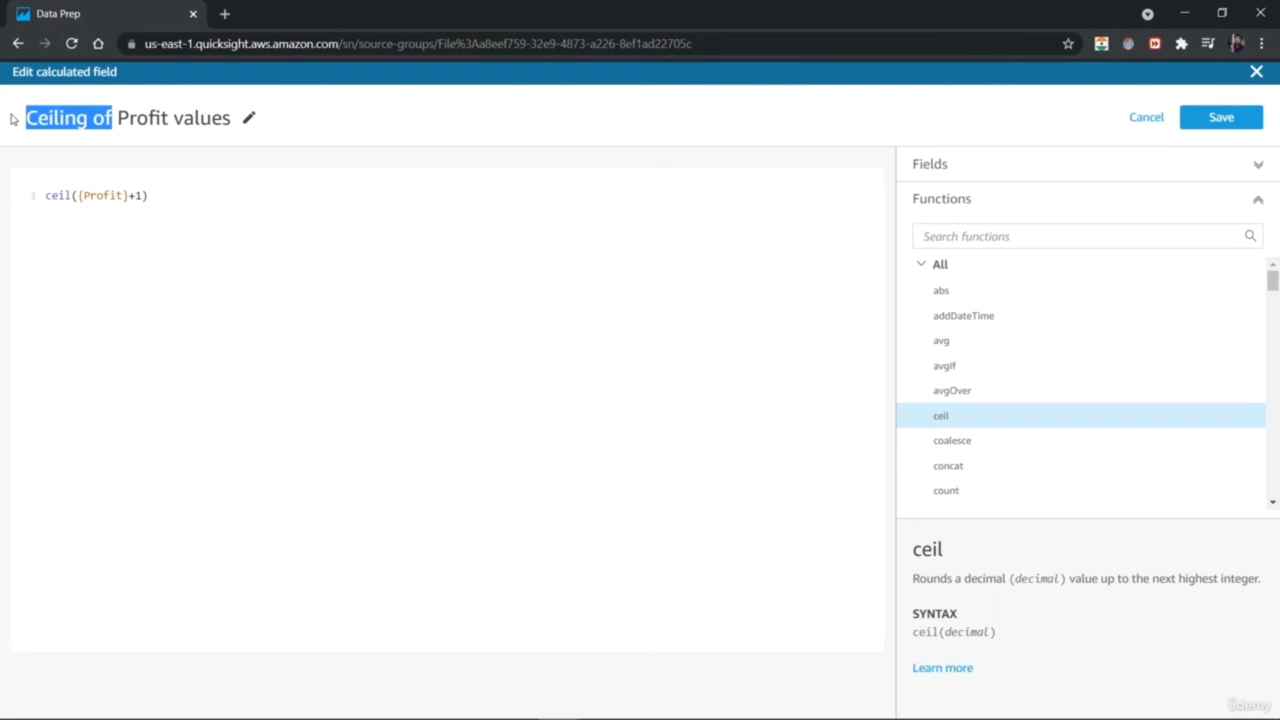 Data Prep
us-east-1.quicksight.aws.amazon.com/sn/source-groups/File%3Aa8eef759-32e9-4873-a226-8ef1ad22705c
Edit calculated field
Ceiling of Profit values
Cancel
Save
1 ceil({Profit}+1)
Fields
Functions
Search functions
All
abs
addDateTime
avg
avgIf
avgOver
ceil
coalesce
concat
count
ceil
Rounds a decimal (decimal) value up to the next highest integer.
SYNTAX
ceil(decimal)
Learn more
ûdemy